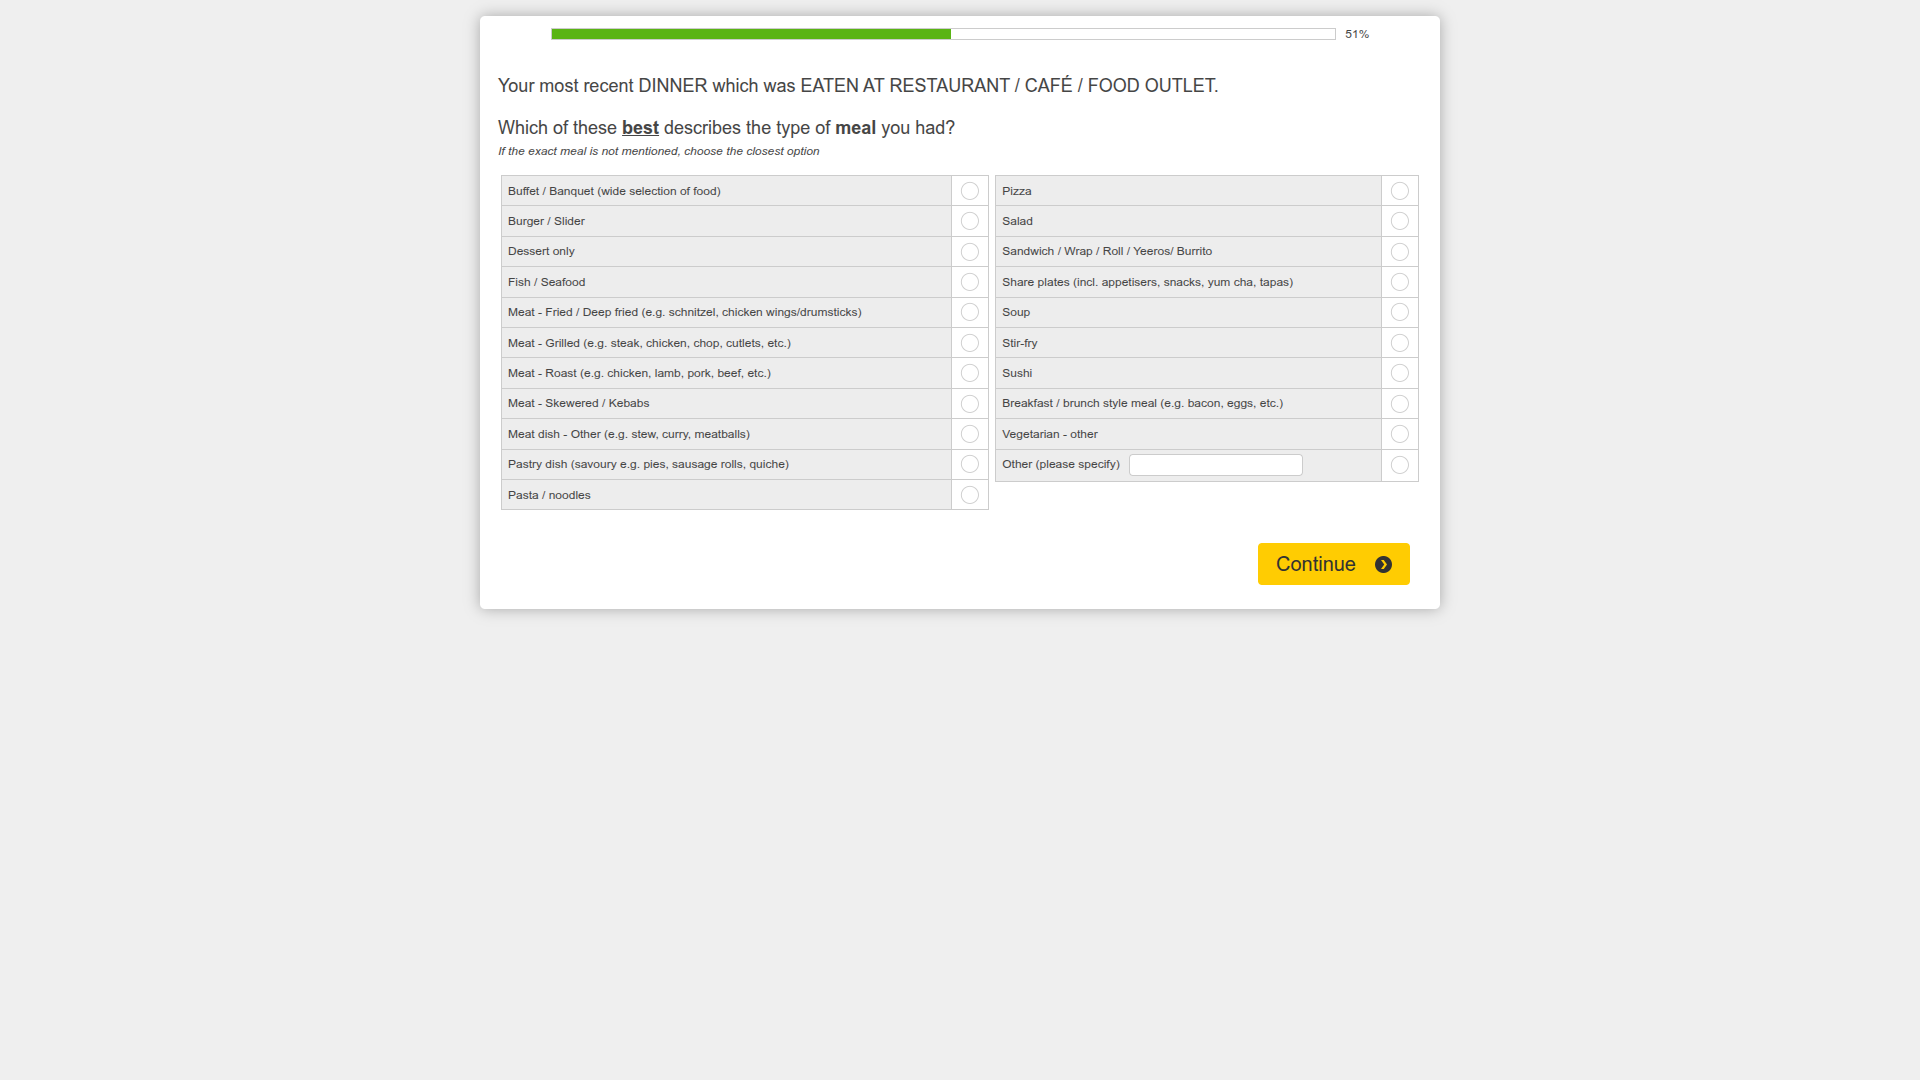 51%
Your most recent DINNER which was EATEN AT RESTAURANT / CAFÉ / FOOD OUTLET.
Which of these best describes the type of meal you had?
If the exact meal is not mentioned, choose the closest option
Buffet / Banquet (wide selection of food)
Burger / Slider
Dessert only
Fish / Seafood
Meat - Fried / Deep fried (e.g. schnitzel, chicken wings/drumsticks)
Meat - Grilled (e.g. steak, chicken, chop, cutlets, etc.)
Meat - Roast (e.g. chicken, lamb, pork, beef, etc.)
Meat - Skewered / Kebabs
Meat dish - Other (e.g. stew, curry, meatballs)
Pastry dish (savoury e.g. pies, sausage rolls, quiche)
Pasta / noodles
Pizza
Salad
Sandwich / Wrap / Roll / Yeeros/ Burrito
Share plates (incl. appetisers, snacks, yum cha, tapas)
Soup
Stir-fry
Sushi
Breakfast / brunch style meal (e.g. bacon, eggs, etc.)
Vegetarian - other
Other (please specify)
Continue